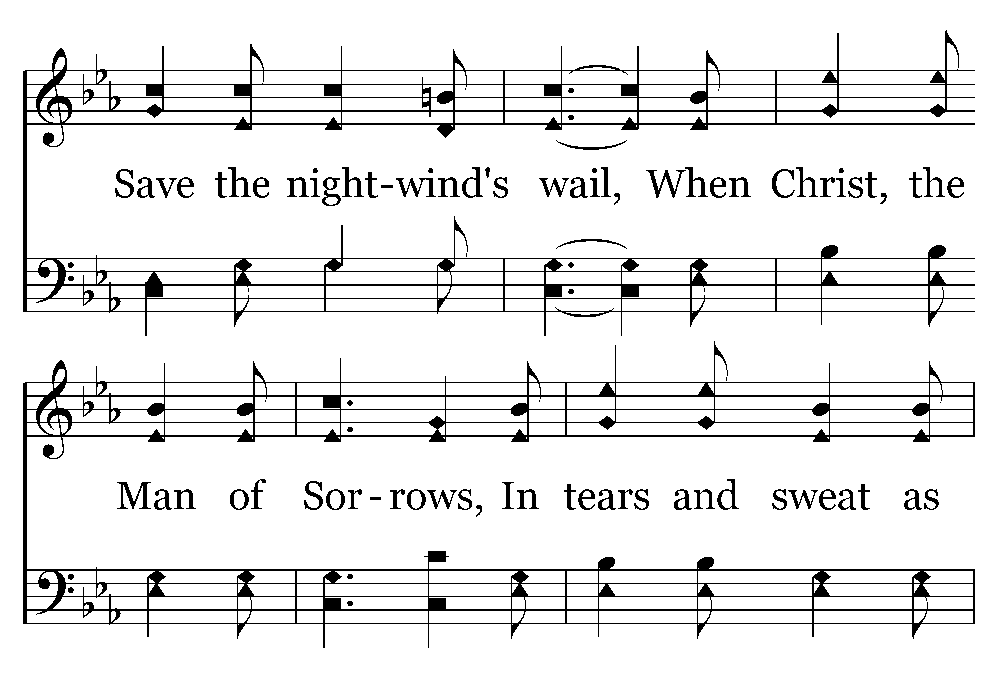 Save the night-wind's wail, When Christ, the
Man of Sor-rows, In tears and sweat as